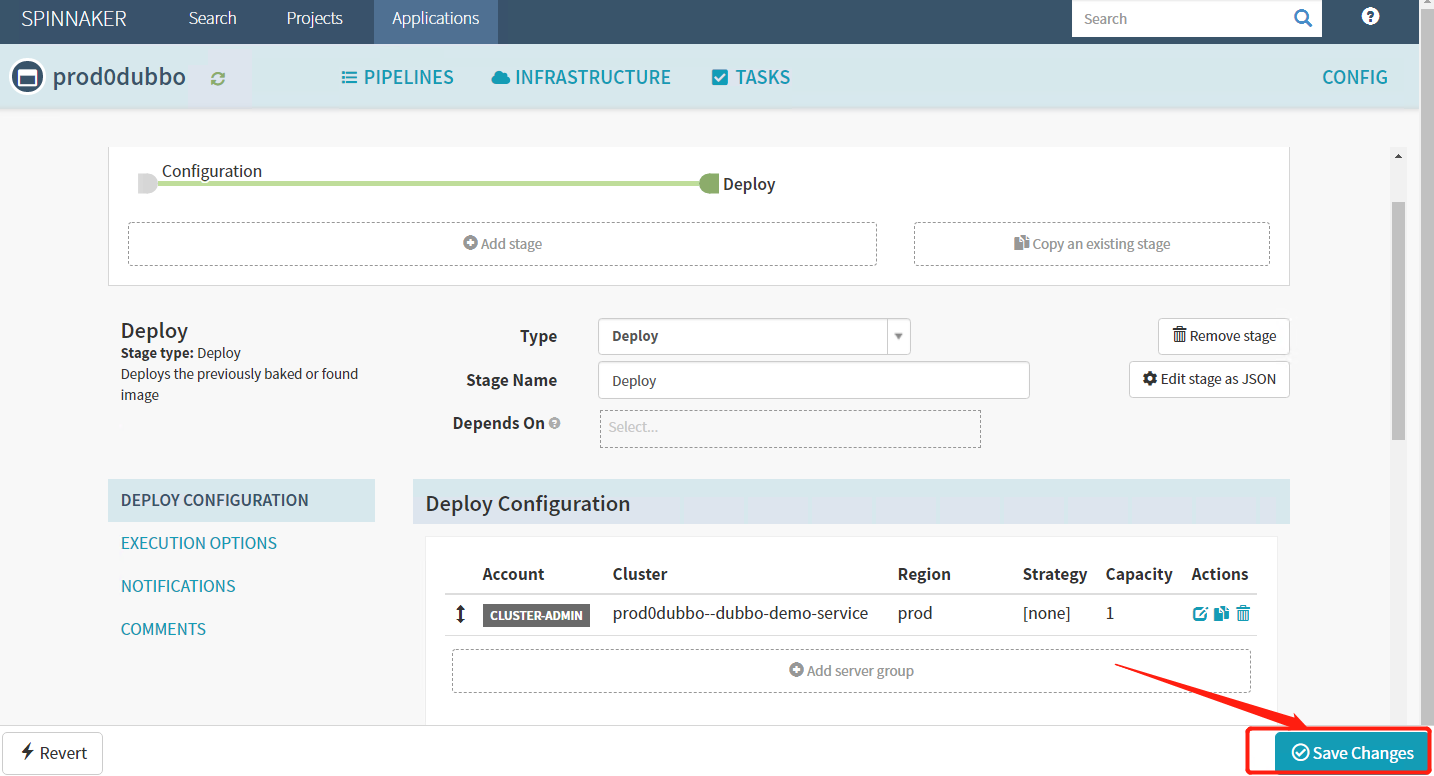 SPINNAKER Search Projects Applications Search
prod0dubbo PIPELINES INFRASTRUCTURE TASKS CONFIG
Configuration
Deploy
Add stage Copy an existing stage
Deploy
Stage type: Deploy
Deploys the previously baked or found
image
Type Deploy Remove stage
Stage Name Deploy Edit stage as JSON
Depends On Select...
DEPLOY CONFIGURATION
EXECUTION OPTIONS
NOTIFICATIONS
COMMENTS
Deploy Configuration
Account Cluster Region Strategy Capacity Actions
CLUSTER-ADMIN prod0dubbo--dubbo-demo-service prod [none] 1
Add server group
Revert Save Changes